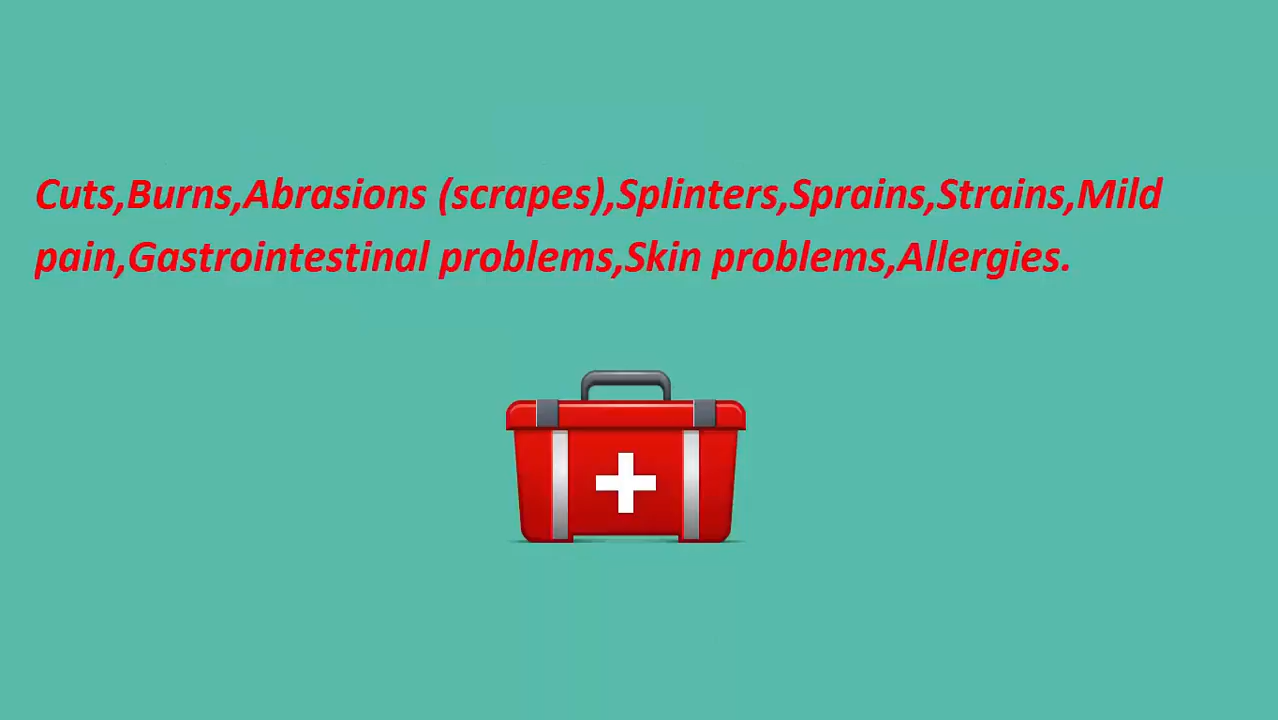 Cuts,Burns,Abrasions (scrapes),Splinters,Sprains,Strains,Mild
pain,Gastrointestinal problems,Skin problems,Allergies.